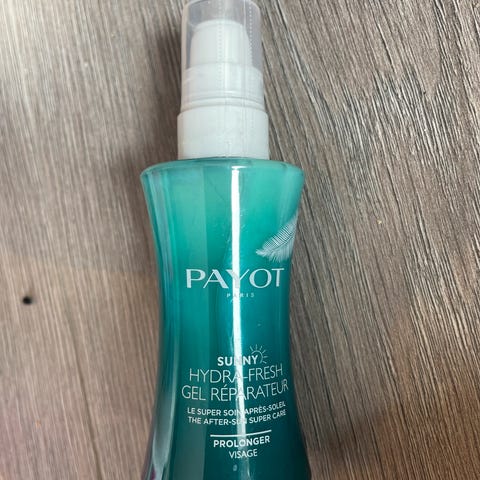 PAYOT
PARIS
SUNNY
HYDRA-FRESH
GEL RÉPARATEUR
LE SUPER SOIN APRÈS-SOLEIL
THE AFTER-SUN SUPER CARE
PROLONGER
VISAGE